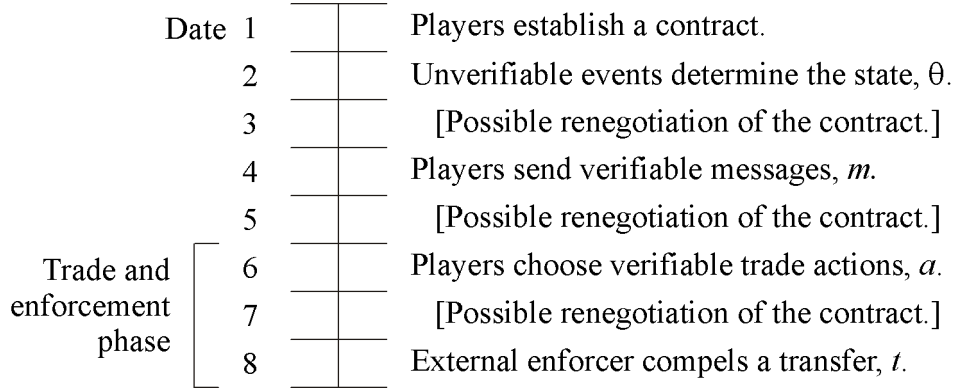 Date 1 Players establish a contract.
2 Unverifiable events determine the state, θ.
3 [Possible renegotiation of the contract.]
4 Players send verifiable messages, m.
5 [Possible renegotiation of the contract.]
Trade and enforcement phase
6 Players choose verifiable trade actions, a.
7 [Possible renegotiation of the contract.]
8 External enforcer compels a transfer, t.